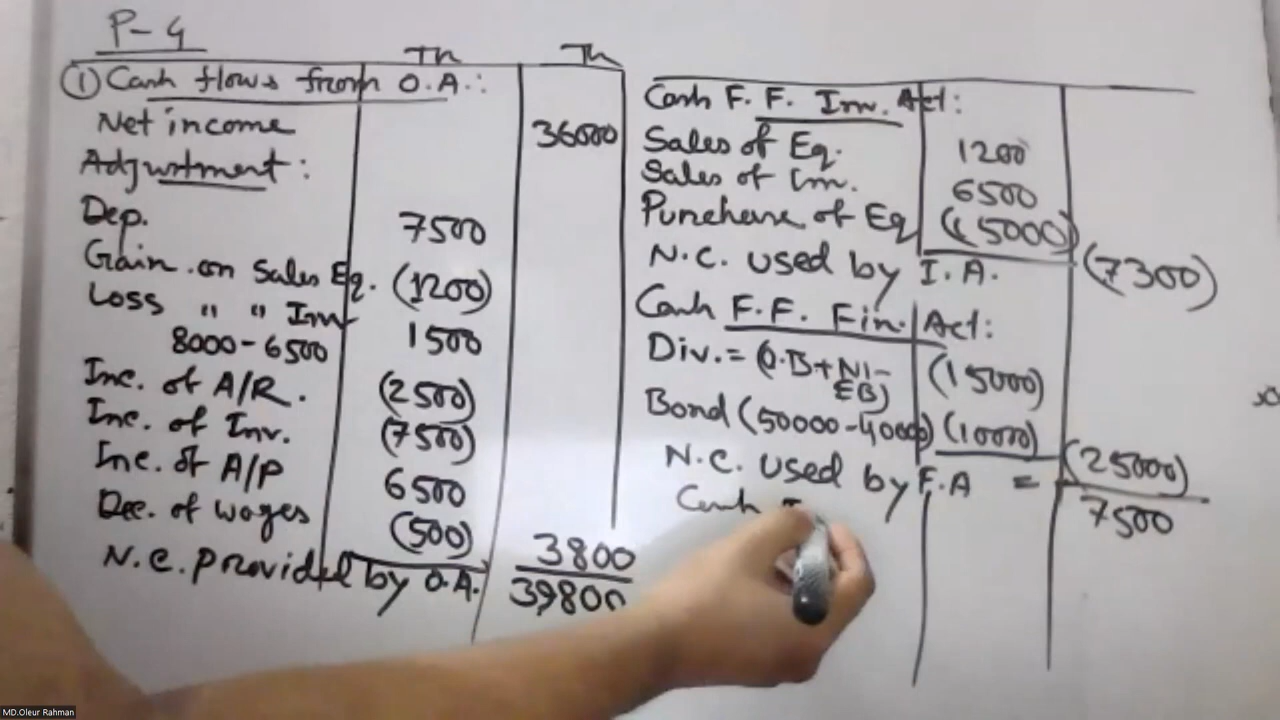 P-4
Tk Tk
① Cash flows from O.A.:
Net income 36000
Adjustment:
Dep. 7500
Gain on Sales Eq. (1200)
Loss " " Inv 1500
8000-6500
Inc. of A/R. (2500)
Inc. of Inv. (7500)
Inc. of A/P 6500
Dec. of wages (500) 3800
N.C. provided by O.A. 39800
Cash F. F. Inv. Act:
Sales of Eq. 1200
Sales of Inv. 6500
Purchase of Eq (15000)
N.C. used by I.A. (7300)
Cash F.F. Fin. Act:
Div. = (O.B+NI- (15000)
EB)
Bond (50000-40000) (10000)
N.C. used by F.A = (25000)
Cash 7500
MD.Oleur Rahman